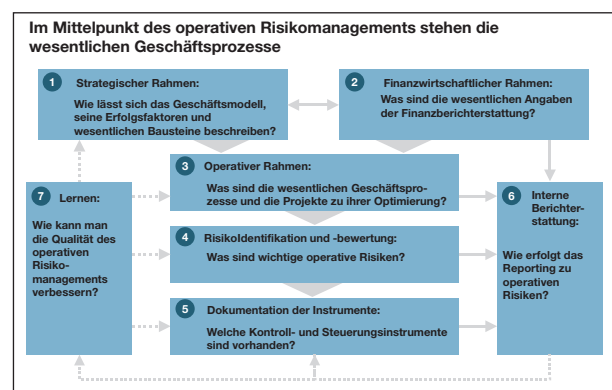 Im Mittelpunkt des operativen Risikomanagements stehen die
wesentlichen Geschäftsprozesse
1 Strategischer Rahmen:
Wie lässt sich das Geschäftsmodell,
seine Erfolgsfaktoren und
wesentlichen Bausteine beschreiben?
2 Finanzwirtschaftlicher Rahmen:
Was sind die wesentlichen Angaben
der Finanzberichterstattung?
3 Operativer Rahmen:
Was sind die wesentlichen Geschäftspro-
zesse und die Projekte zu ihrer Optimierung?
4 RisikoIdentifikation und -bewertung:
Was sind wichtige operative Risiken?
5 Dokumentation der Instrumente:
Welche Kontroll- und Steuerungsinstrumente
sind vorhanden?
6 Interne
Berichter-
stattung:
Wie erfolgt das
Reporting zu
operativen
Risiken?
7 Lernen:
Wie kann man
die Qualität des
operativen
Risiko-
managements
verbessern?